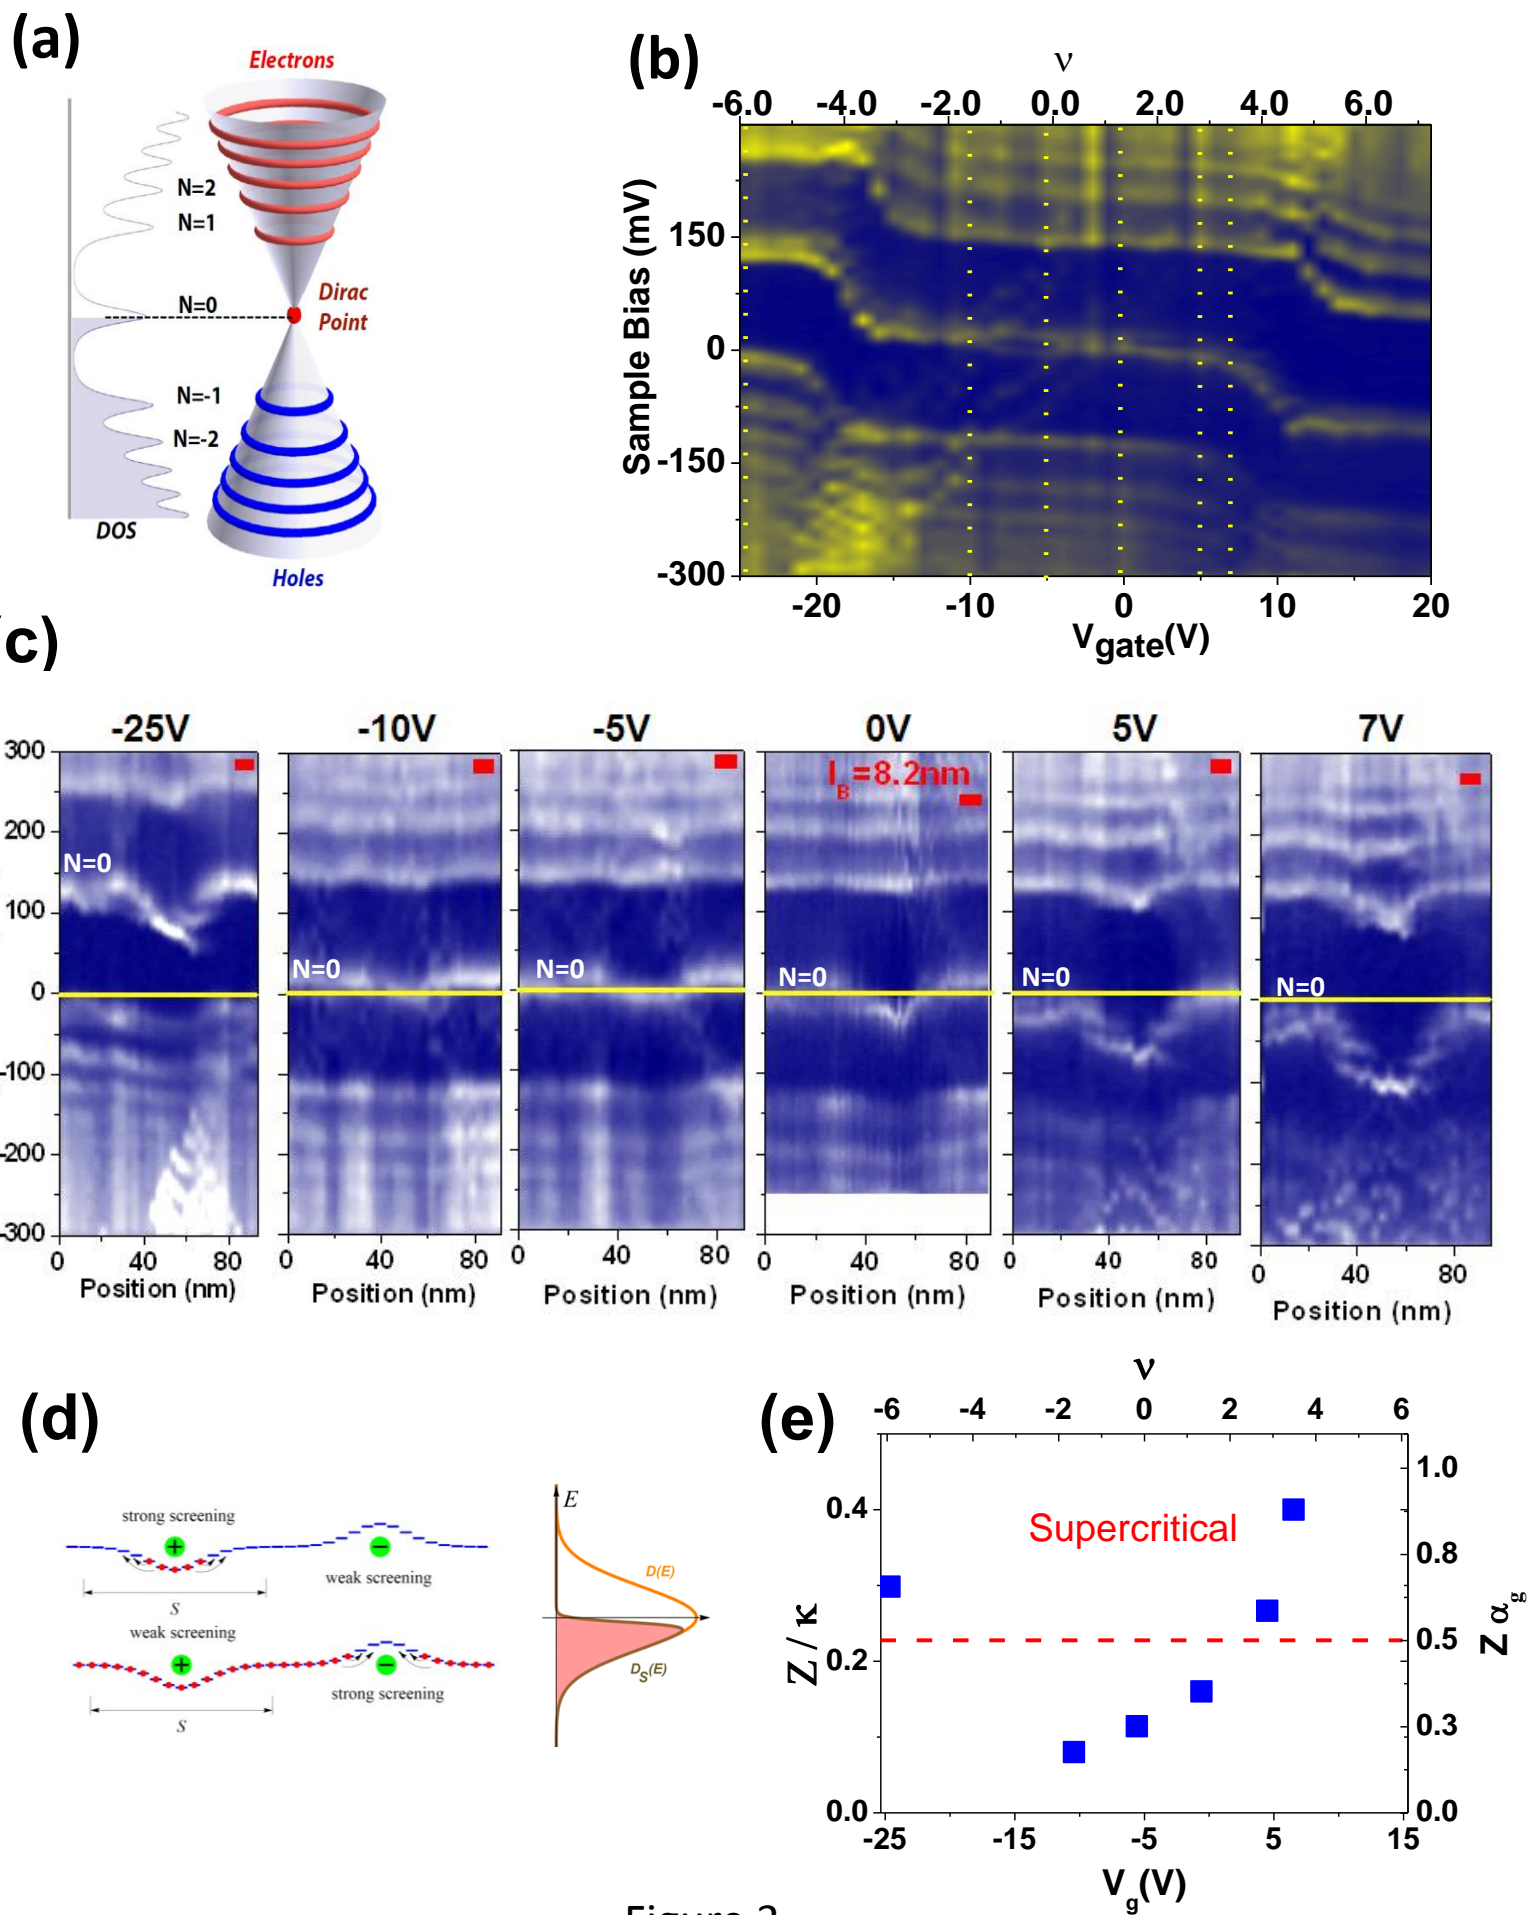 (a)
Electrons
N=2
N=1
N=0
Dirac
Point
N=-1
N=-2
DOS
Holes
(b)
ν
-6.0 -4.0 -2.0 0.0 2.0 4.0 6.0
Sample Bias (mV)
150
0
-150
-300
-20 -10 0 10 20
Vgate(V)
c)
-25V -10V -5V 0V 5V 7V
300
200
100
0
-100
-200
-300
N=0
N=0
N=0
lB=8.2nm
N=0
N=0
N=0
0 40 80
Position (nm)
0 40 80
Position (nm)
0 40 80
Position (nm)
0 40 80
Position (nm)
0 40 80
Position (nm)
0 40 80
Position (nm)
(d)
strong screening
+ −
weak screening
S
weak screening
+ −
strong screening
S
E
D(E)
DS(E)
(e)
ν
-6 -4 -2 0 2 4 6
Z / κ
0.4
0.2
0.0
Supercritical
1.0
0.8
0.5
0.3
0.0
Z αg
-25 -15 -5 5 15
Vg(V)